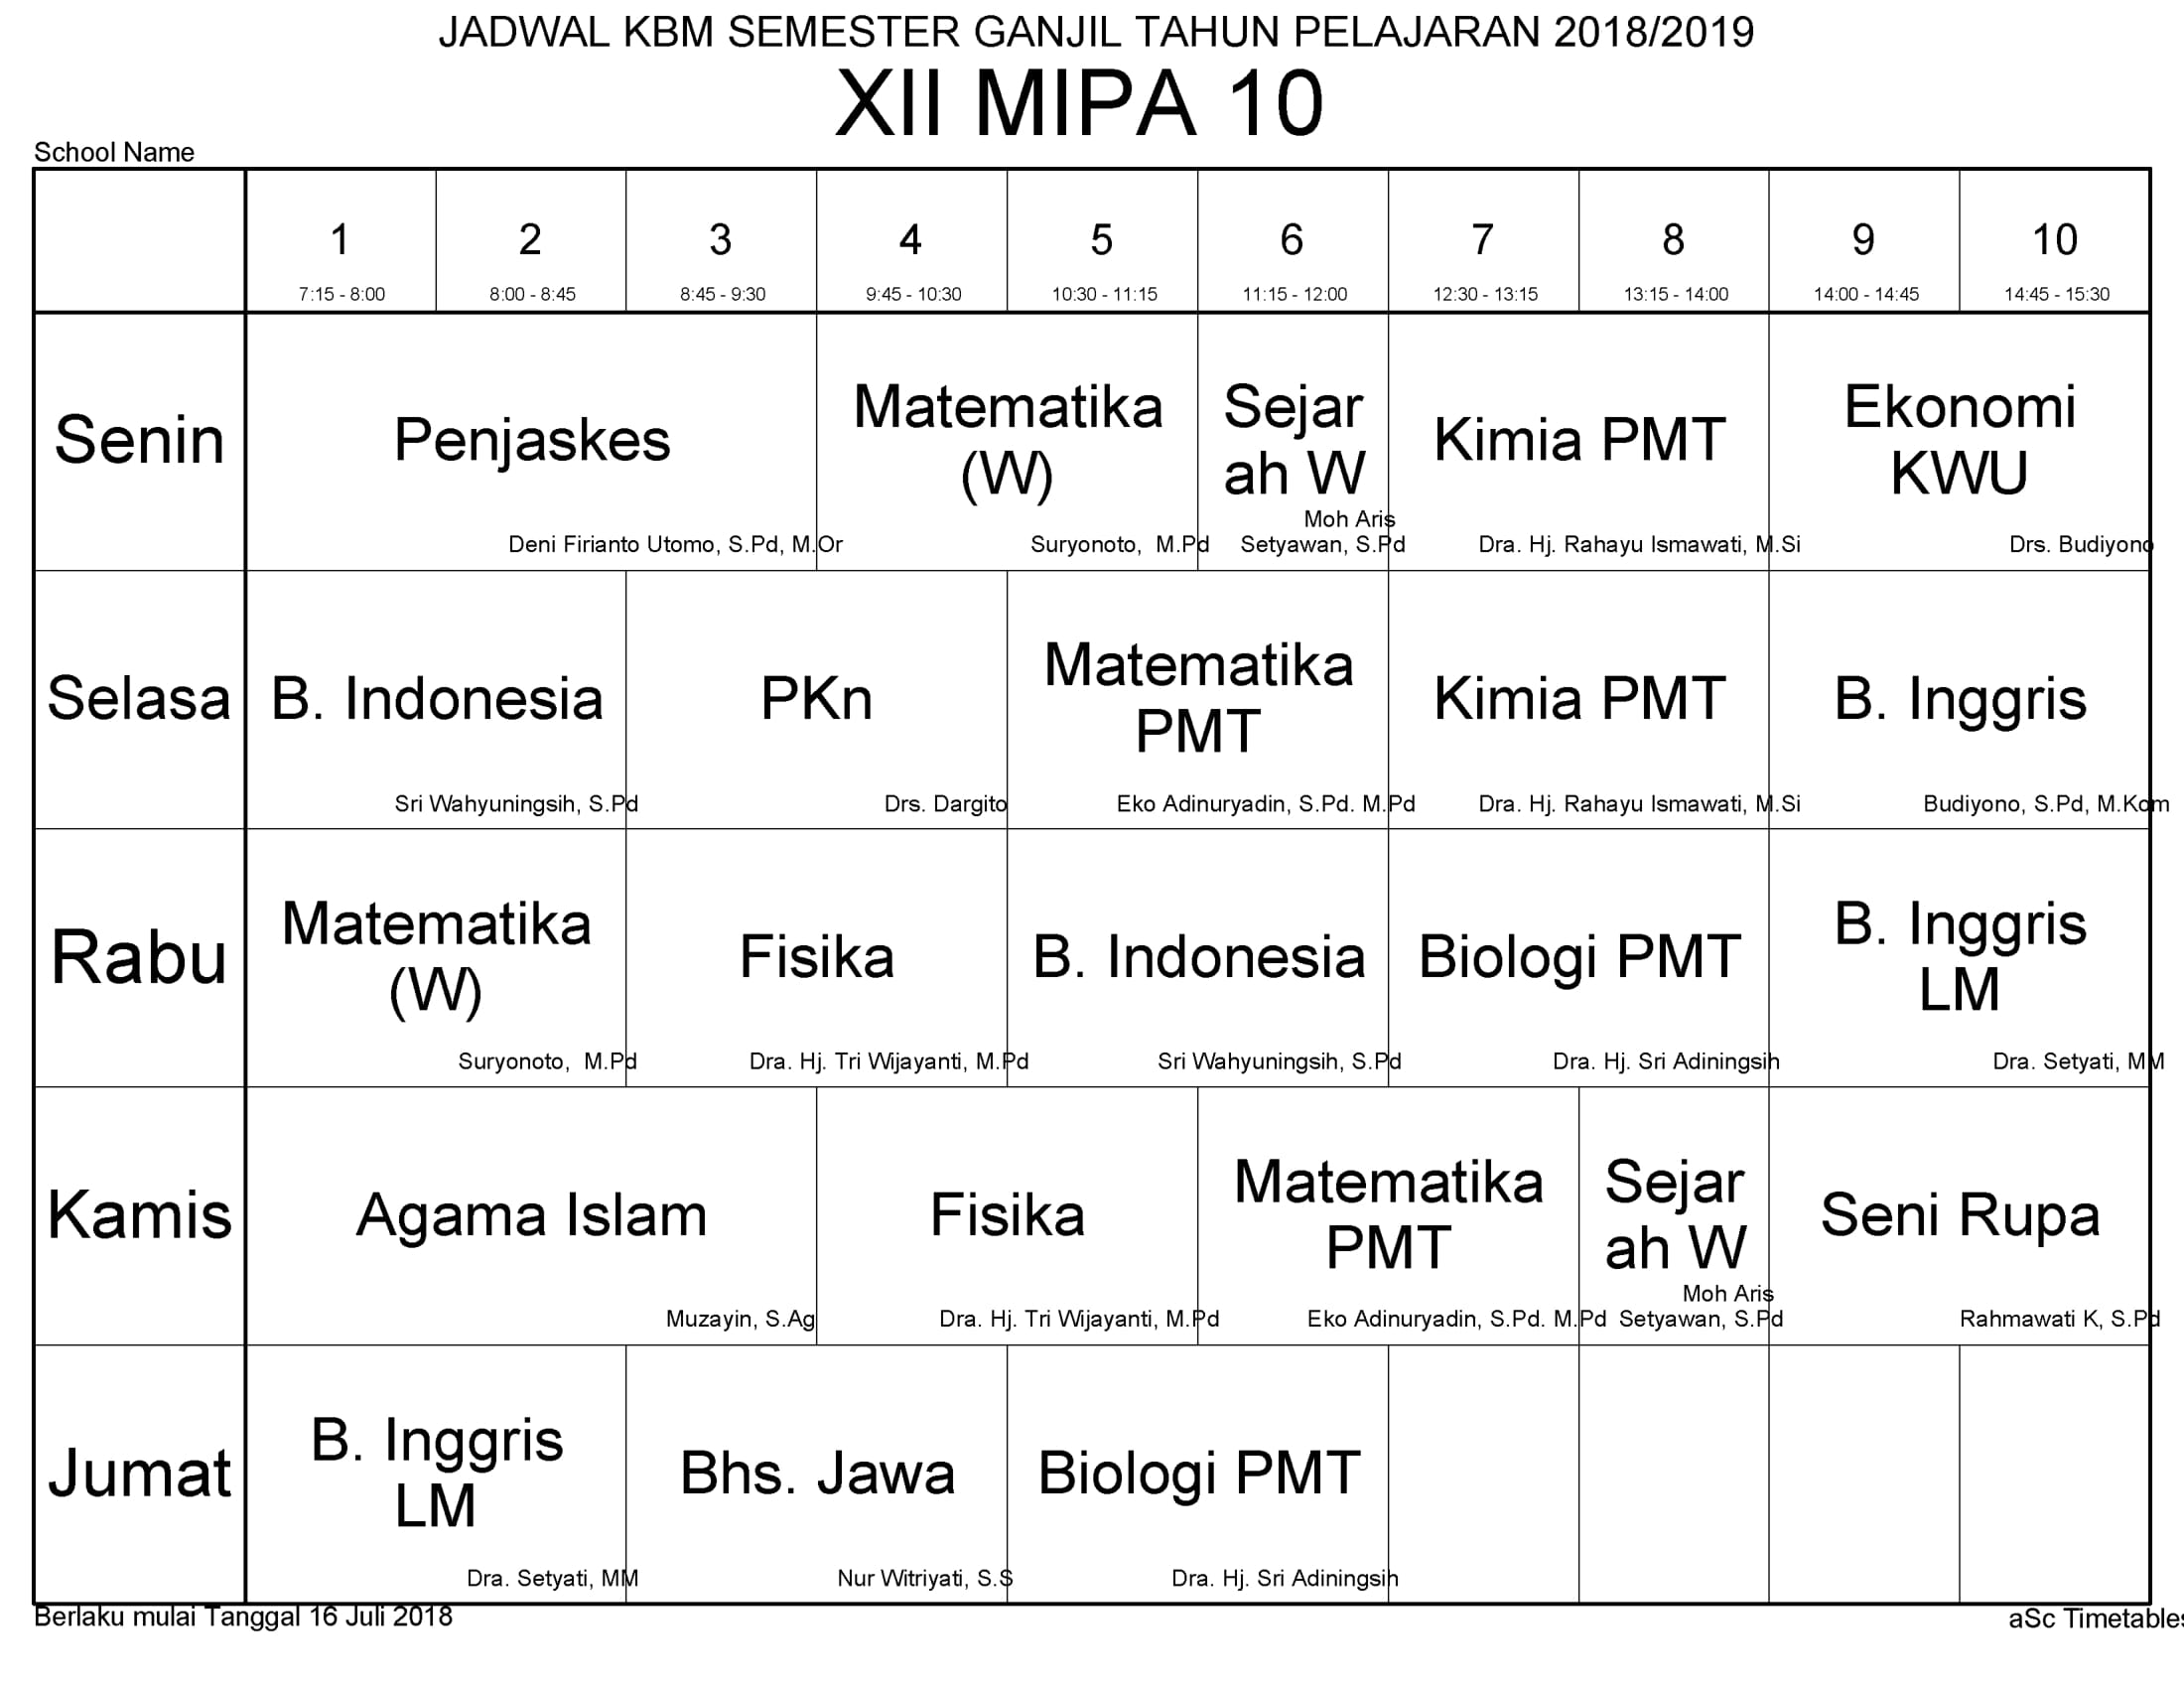 JADWAL KBM SEMESTER GANJIL TAHUN PELAJARAN 2018/2019
XII MIPA 10
School Name
1 2 3 4 5 6 7 8 9 10
7:15 - 8:00 8:00 - 8:45 8:45 - 9:30 9:45 - 10:30 10:30 - 11:15 11:15 - 12:00 12:30 - 13:15 13:15 - 14:00 14:00 - 14:45 14:45 - 15:30
Senin
Penjaskes
Deni Firianto Utomo, S.Pd, M.Or
Matematika
(W)
Suryonoto,  M.Pd
Sejar
ah W
Moh Aris
Setyawan, S.Pd
Kimia PMT
Dra. Hj. Rahayu Ismawati, M.Si
Ekonomi
KWU
Drs. Budiyono
Selasa
B. Indonesia
Sri Wahyuningsih, S.Pd
PKn
Drs. Dargito
Matematika
PMT
Eko Adinuryadin, S.Pd. M.Pd
Kimia PMT
Dra. Hj. Rahayu Ismawati, M.Si
B. Inggris
Budiyono, S.Pd, M.Kom
Rabu
Matematika
(W)
Suryonoto,  M.Pd
Fisika
Dra. Hj. Tri Wijayanti, M.Pd
B. Indonesia
Sri Wahyuningsih, S.Pd
Biologi PMT
Dra. Hj. Sri Adiningsih
B. Inggris
LM
Dra. Setyati, MM
Kamis
Agama Islam
Muzayin, S.Ag
Fisika
Dra. Hj. Tri Wijayanti, M.Pd
Matematika
PMT
Eko Adinuryadin, S.Pd. M.Pd
Sejar
ah W
Moh Aris
Setyawan, S.Pd
Seni Rupa
Rahmawati K, S.Pd
Jumat
B. Inggris
LM
Dra. Setyati, MM
Bhs. Jawa
Nur Witriyati, S.S
Biologi PMT
Dra. Hj. Sri Adiningsih
Berlaku mulai Tanggal 16 Juli 2018
aSc Timetables